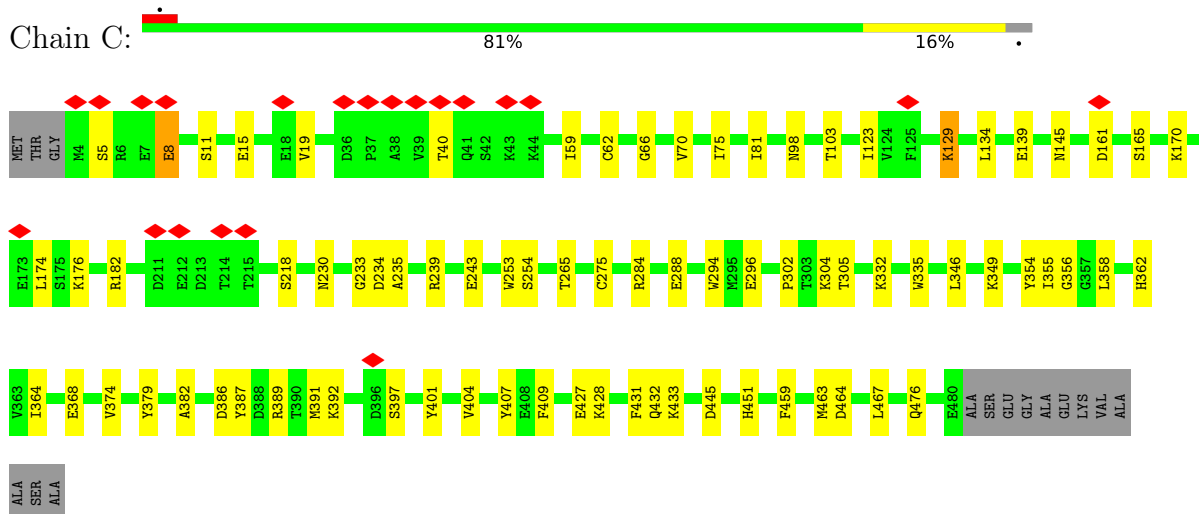 Chain C:
81% 16%
MET THR GLY M4 S5 R6 E7 E8 S11 E15 E18 V19 D36 P37 A38 V39 T40 Q41 S42 K43 K44 I59 C62 G66 V70 I75 I81 N98 T103 I123 V124 F125 K129 L134 E139 N145 D161 S165 K170
E173 L174 S175 K176 R182 D211 E212 D213 T214 T215 S218 N230 G233 D234 A235 R239 E243 W253 S254 T265 C275 R284 E288 W294 M295 E296 P302 T303 K304 T305 K332 W335 L346 K349 Y354 I355 G356 G357 L358 H362
V363 I364 E368 V374 Y379 A382 D386 Y387 D388 R389 T390 M391 K392 D396 S397 Y401 V404 Y407 E408 F409 E427 K428 F431 Q432 K433 D445 H451 F459 M463 D464 L467 Q476 E480 ALA SER GLU GLY ALA GLU LYS VAL ALA
ALA SER ALA